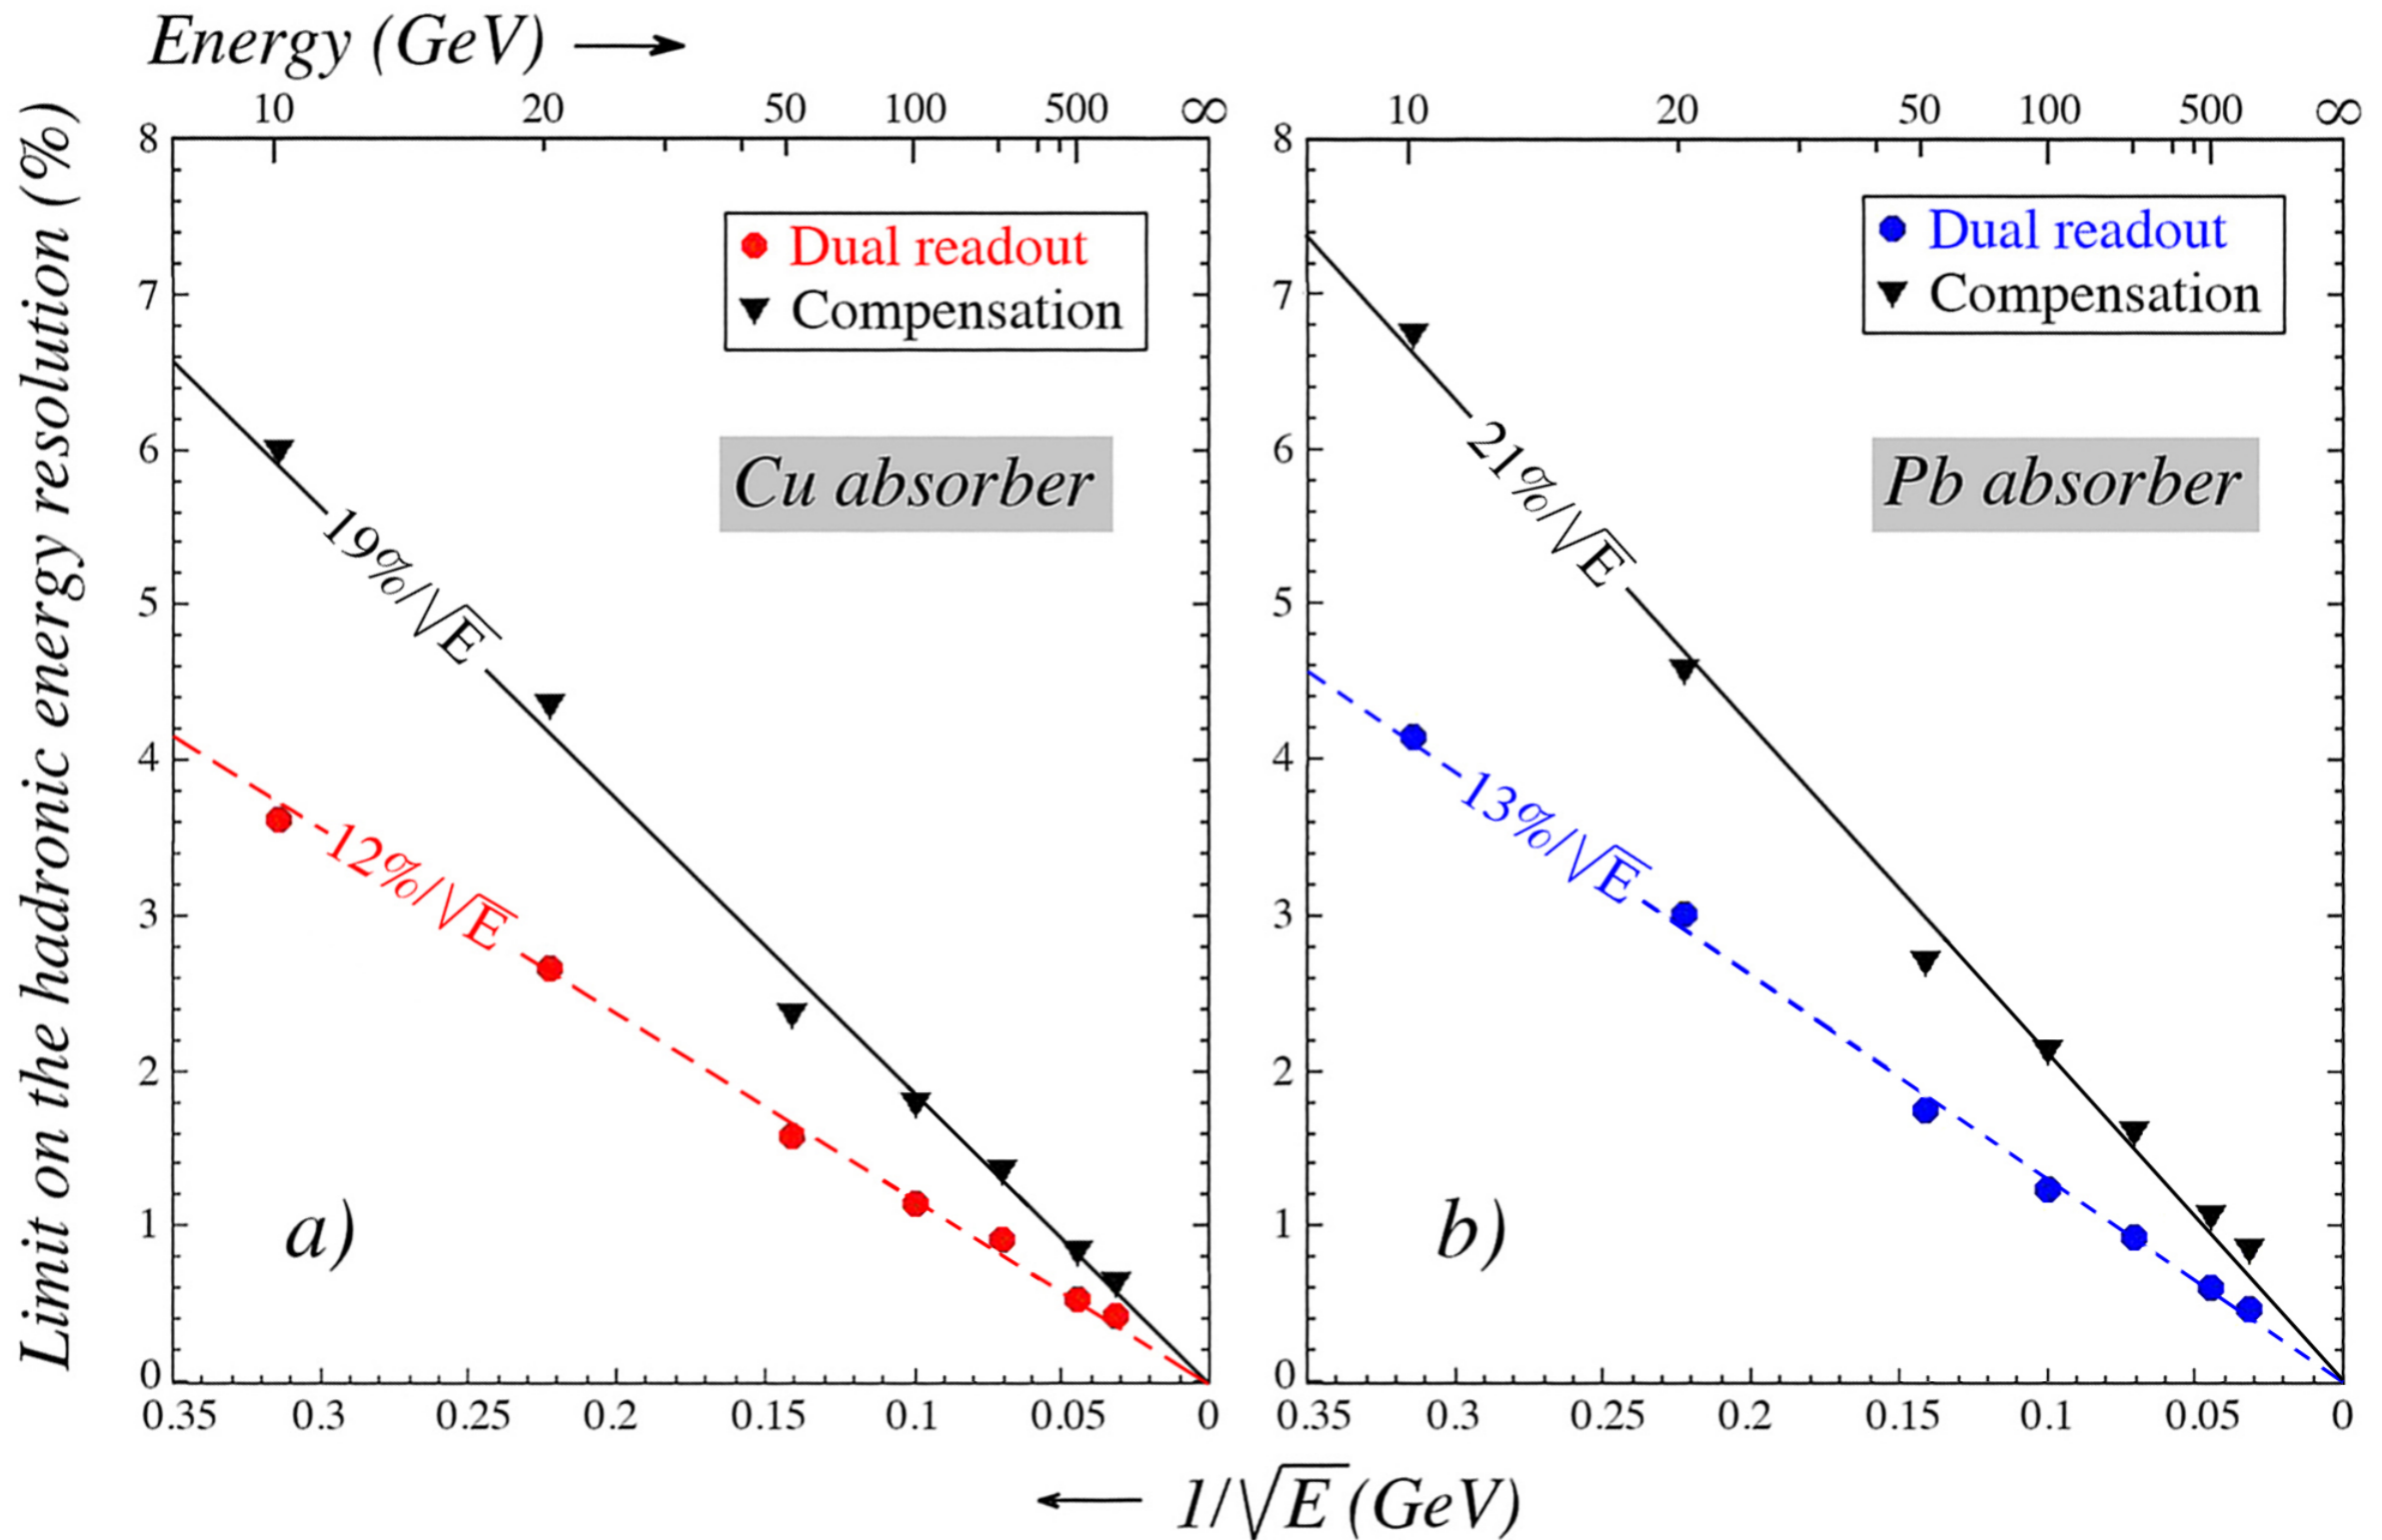 Energy (GeV) →
10 20 50 100 500 ∞
10 20 50 100 500 ∞
Limit on the hadronic energy resolution (%)
8
7
6
5
4
3
2
1
0
Dual readout
Compensation
Cu absorber
19%/√E
12%/√E
a)
0.35 0.3 0.25 0.2 0.15 0.1 0.05 0
8
7
6
5
4
3
2
1
0
Dual readout
Compensation
Pb absorber
21%/√E
13%/√E
b)
0.35 0.3 0.25 0.2 0.15 0.1 0.05 0
← 1/√E (GeV)